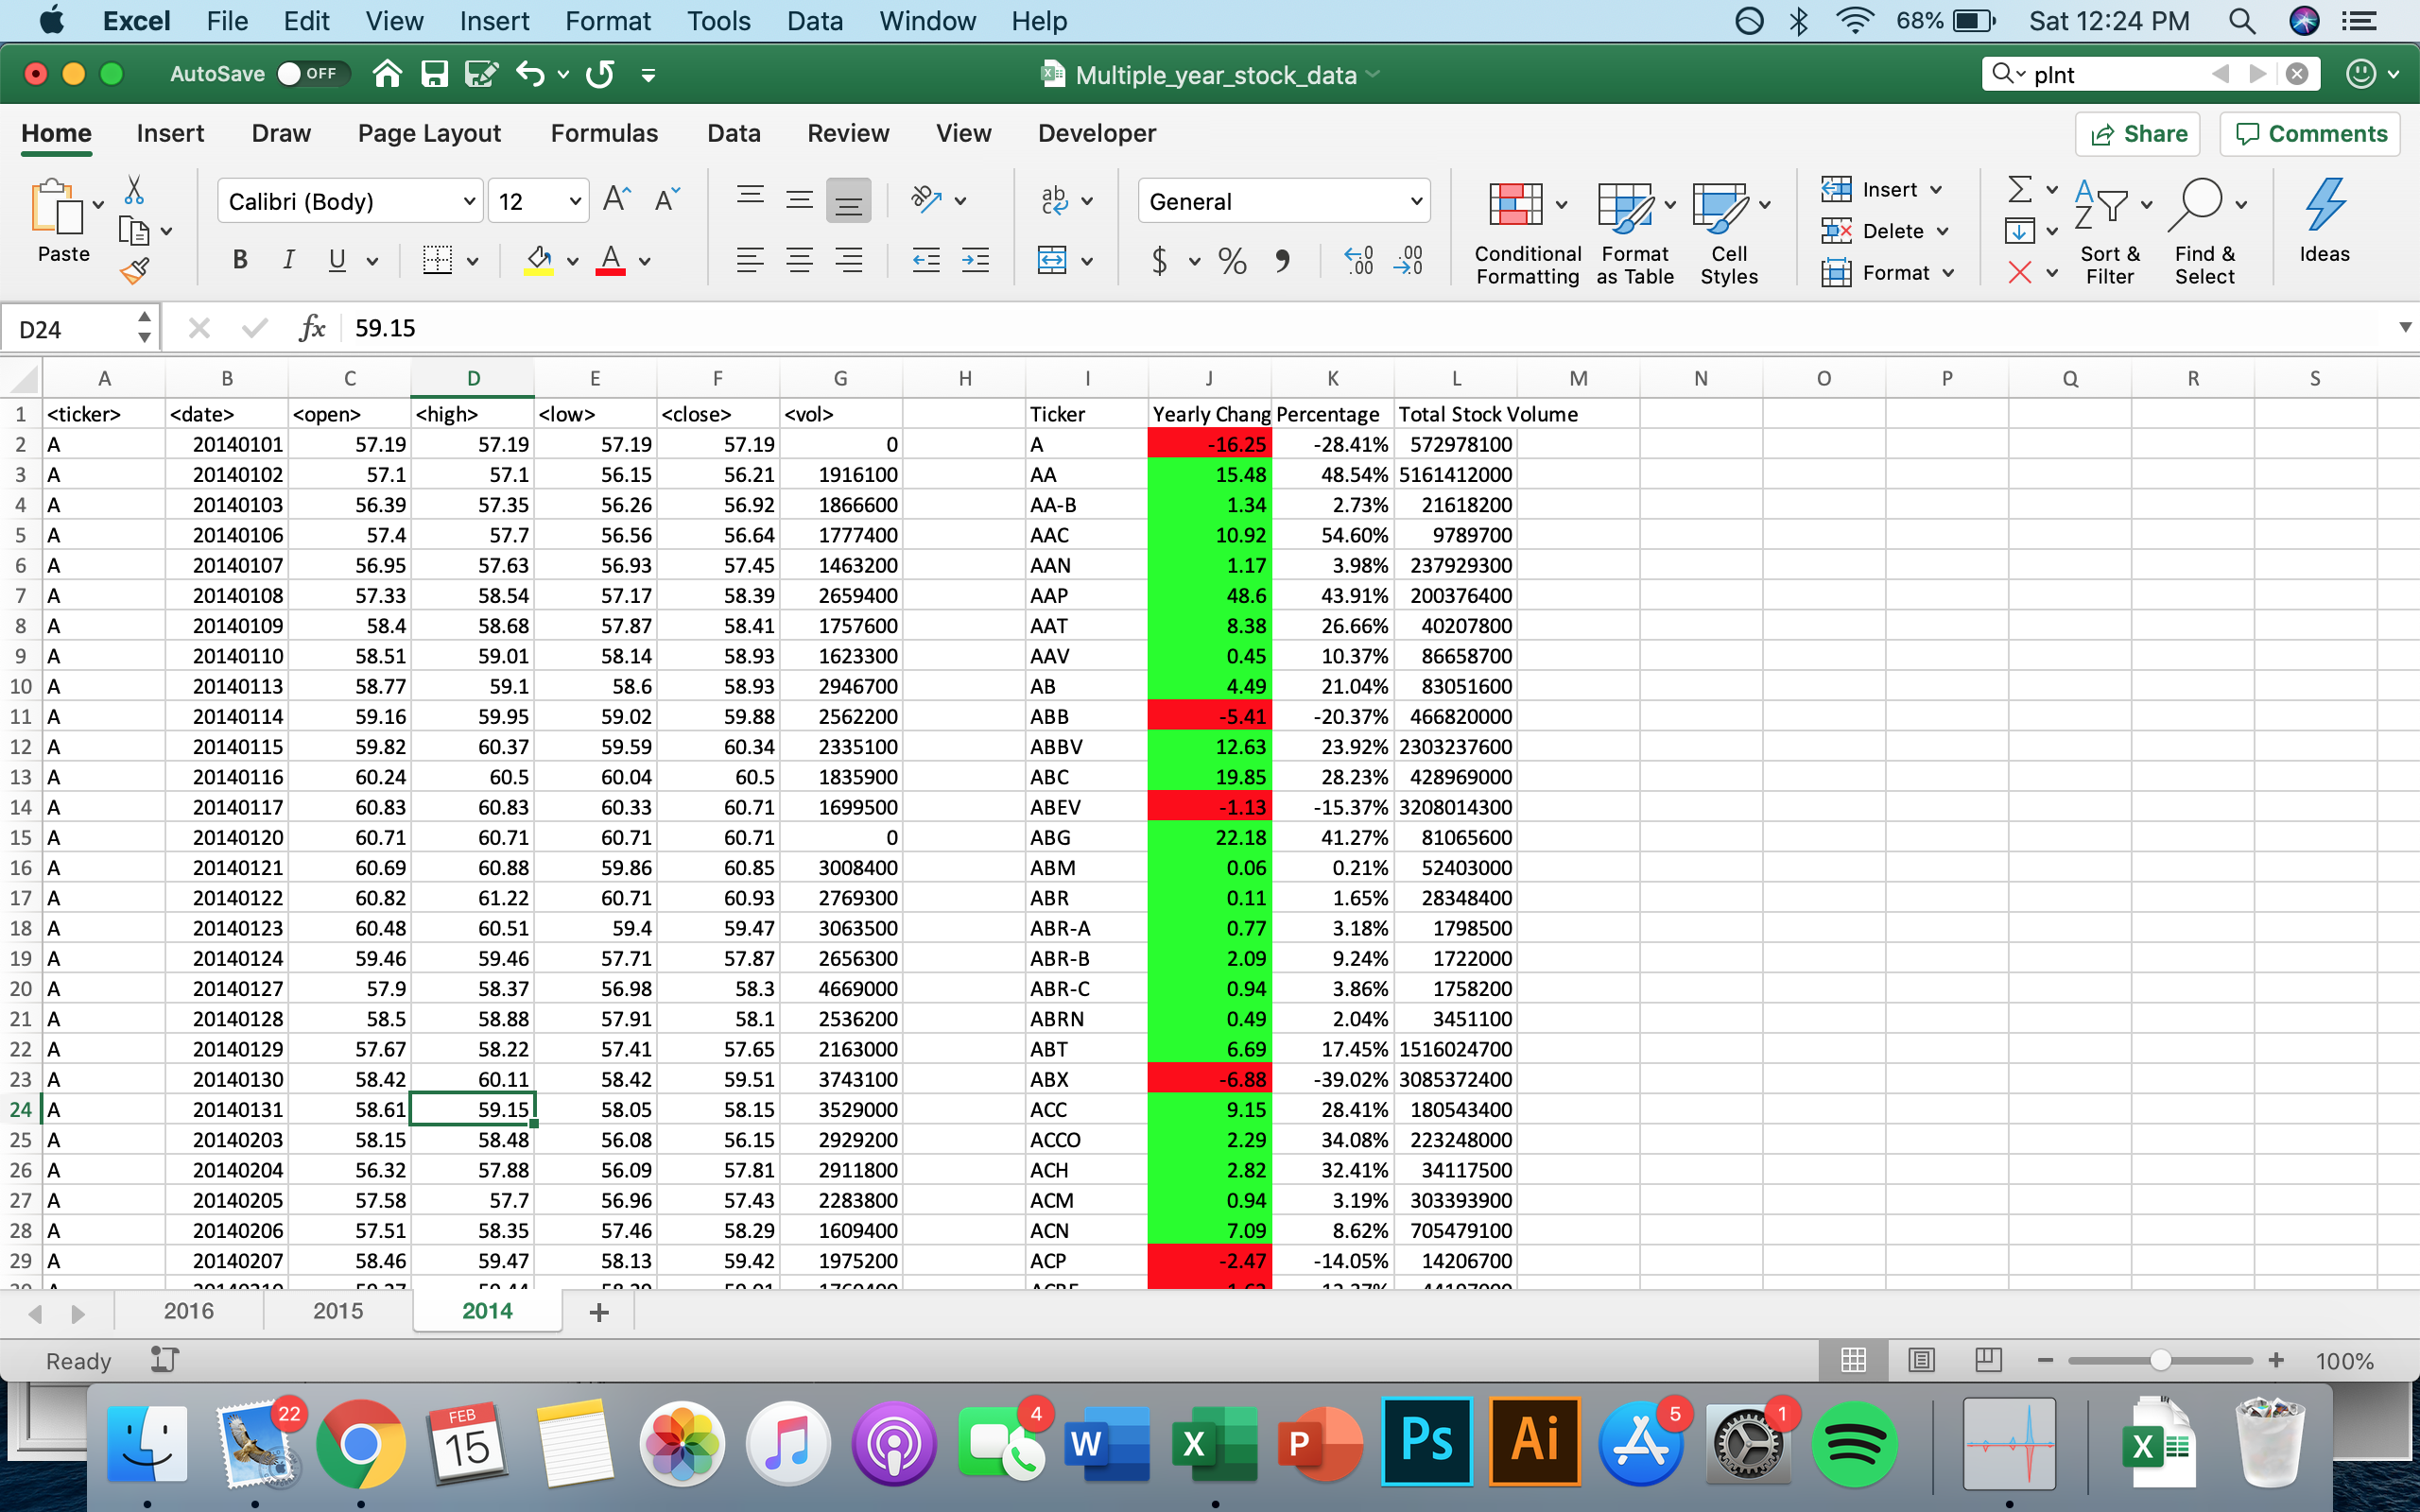 Excel File Edit View Insert Format Tools Data Window Help 68% Sat 12:24 PM
AutoSave OFF Multiple_year_stock_data plnt
Home Insert Draw Page Layout Formulas Data Review View Developer Share Comments
Paste Calibri (Body) 12 General Conditional Formatting Format as Table Cell Styles Insert Delete Format Sort & Filter Find & Select Ideas
D24 fx 59.15
A B C D E F G H I J K L M N O P Q R S
1 <ticker> <date> <open> <high> <low> <close> <vol> Ticker Yearly Chang Percentage Total Stock Volume
2 A 20140101 57.19 57.19 57.19 57.19 0 A -16.25 -28.41% 572978100
3 A 20140102 57.1 57.1 56.15 56.21 1916100 AA 15.48 48.54% 5161412000
4 A 20140103 56.39 57.35 56.26 56.92 1866600 AA-B 1.34 2.73% 21618200
5 A 20140106 57.4 57.7 56.56 56.64 1777400 AAC 10.92 54.60% 9789700
6 A 20140107 56.95 57.63 56.93 57.45 1463200 AAN 1.17 3.98% 237929300
7 A 20140108 57.33 58.54 57.17 58.39 2659400 AAP 48.6 43.91% 200376400
8 A 20140109 58.4 58.68 57.87 58.41 1757600 AAT 8.38 26.66% 40207800
9 A 20140110 58.51 59.01 58.14 58.93 1623300 AAV 0.45 10.37% 86658700
10 A 20140113 58.77 59.1 58.6 58.93 2946700 AB 4.49 21.04% 83051600
11 A 20140114 59.16 59.95 59.02 59.88 2562200 ABB -5.41 -20.37% 466820000
12 A 20140115 59.82 60.37 59.59 60.34 2335100 ABBV 12.63 23.92% 2303237600
13 A 20140116 60.24 60.5 60.04 60.5 1835900 ABC 19.85 28.23% 428969000
14 A 20140117 60.83 60.83 60.33 60.71 1699500 ABEV -1.13 -15.37% 3208014300
15 A 20140120 60.71 60.71 60.71 60.71 0 ABG 22.18 41.27% 81065600
16 A 20140121 60.69 60.88 59.86 60.85 3008400 ABM 0.06 0.21% 52403000
17 A 20140122 60.82 61.22 60.71 60.93 2769300 ABR 0.11 1.65% 28348400
18 A 20140123 60.48 60.51 59.4 59.47 3063500 ABR-A 0.77 3.18% 1798500
19 A 20140124 59.46 59.46 57.71 57.87 2656300 ABR-B 2.09 9.24% 1722000
20 A 20140127 57.9 58.37 56.98 58.3 4669000 ABR-C 0.94 3.86% 1758200
21 A 20140128 58.5 58.88 57.91 58.1 2536200 ABRN 0.49 2.04% 3451100
22 A 20140129 57.67 58.22 57.41 57.65 2163000 ABT 6.69 17.45% 1516024700
23 A 20140130 58.42 60.11 58.42 59.51 3743100 ABX -6.88 -39.02% 3085372400
24 A 20140131 58.61 59.15 58.05 58.15 3529000 ACC 9.15 28.41% 180543400
25 A 20140203 58.15 58.48 56.08 56.15 2929200 ACCO 2.29 34.08% 223248000
26 A 20140204 56.32 57.88 56.09 57.81 2911800 ACH 2.82 32.41% 34117500
27 A 20140205 57.58 57.7 56.96 57.43 2283800 ACM 0.94 3.19% 303393900
28 A 20140206 57.51 58.35 57.46 58.29 1609400 ACN 7.09 8.62% 705479100
29 A 20140207 58.46 59.47 58.13 59.42 1975200 ACP -2.47 -14.05% 14206700
2016 2015 2014
Ready 100%
22 FEB 15 4 W X P Ps Ai 5 1 X